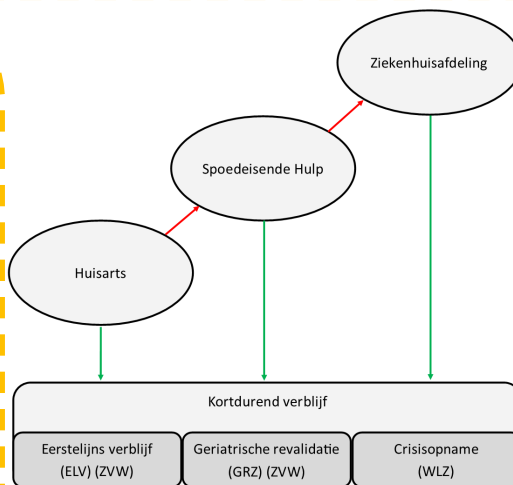 Ziekenhuisafdeling
Spoedeisende Hulp
Huisarts
Kortdurend verblijf
Eerstelijns verblijf
(ELV) (ZVW)
Geriatrische revalidatie
(GRZ) (ZVW)
Crisisopname
(WLZ)